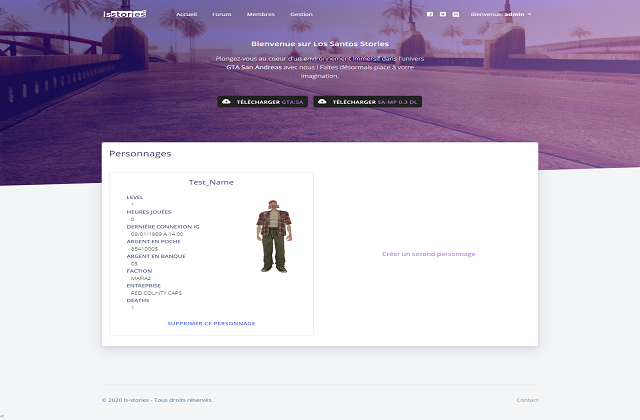 ls-stories
Accueil Forum Membres Gestion Bienvenue, admin
Bienvenue sur Los Santos Stories
Plongez-vous au coeur d'un environnement immersif dans l'univers
GTA San Andreas avec nous ! Faites désormais place à votre
imagination.
TÉLÉCHARGER GTA:SA TÉLÉCHARGER SA-MP 0.3 DL
Personnages
Test_Name
LEVEL
1
HEURES JOUÉES
0
DERNIÈRE CONNEXION IG
08/01/1989 À 14:00
ARGENT EN POCHE
8541000$
ARGENT EN BANQUE
0$
FACTION
MAFIA2
ENTREPRISE
RED COUNTY CARS
DEATHS
1
SUPPRIMER CE PERSONNAGE
Créer un second personnage
© 2020 ls-stories - Tous droits réservés.
Contact
<